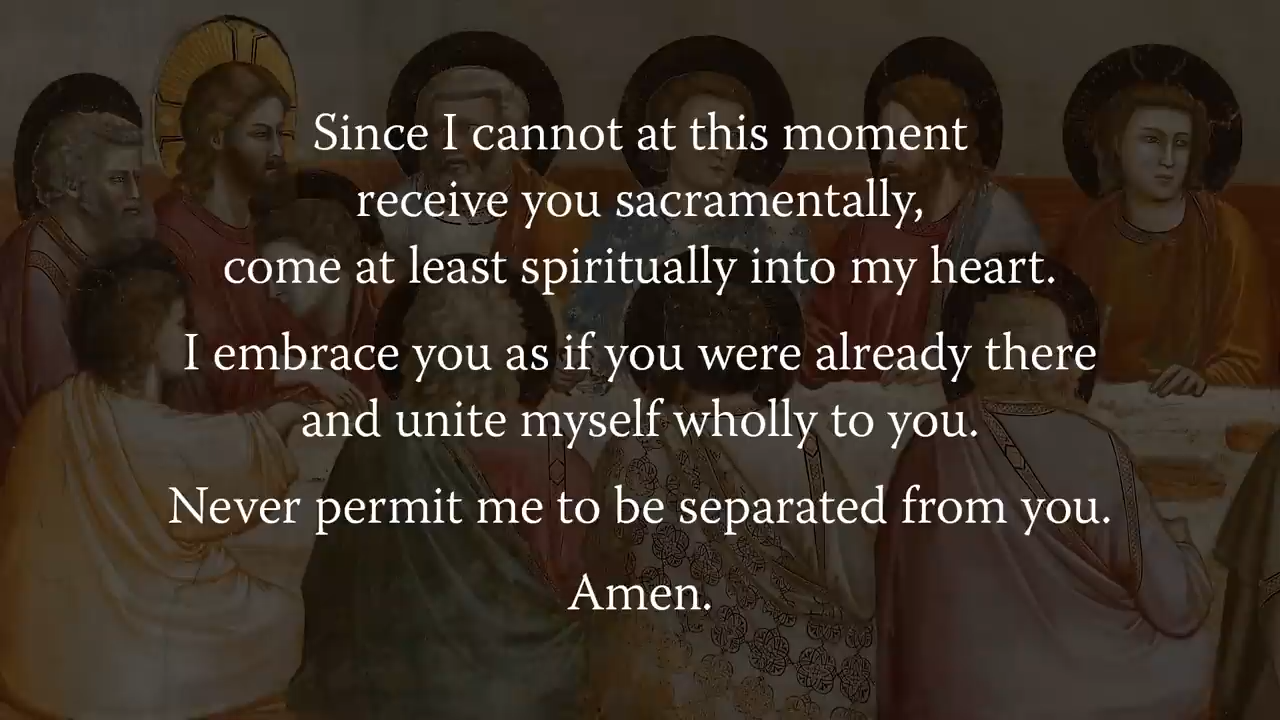 Since I cannot at this moment
receive you sacramentally,
come at least spiritually into my heart.
I embrace you as if you were already there
and unite myself wholly to you.
Never permit me to be separated from you.
Amen.